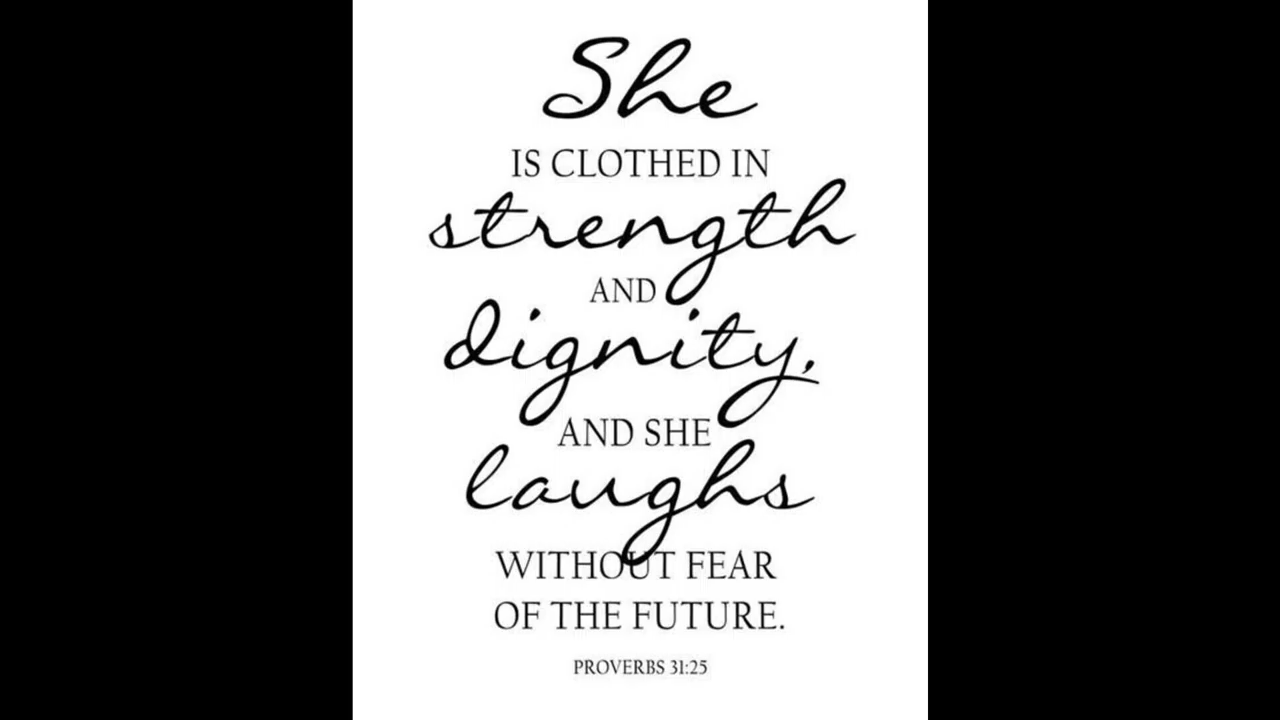 She
IS CLOTHED IN
strength
AND
dignity,
AND SHE
laughs
WITHOUT FEAR
OF THE FUTURE.
PROVERBS 31:25